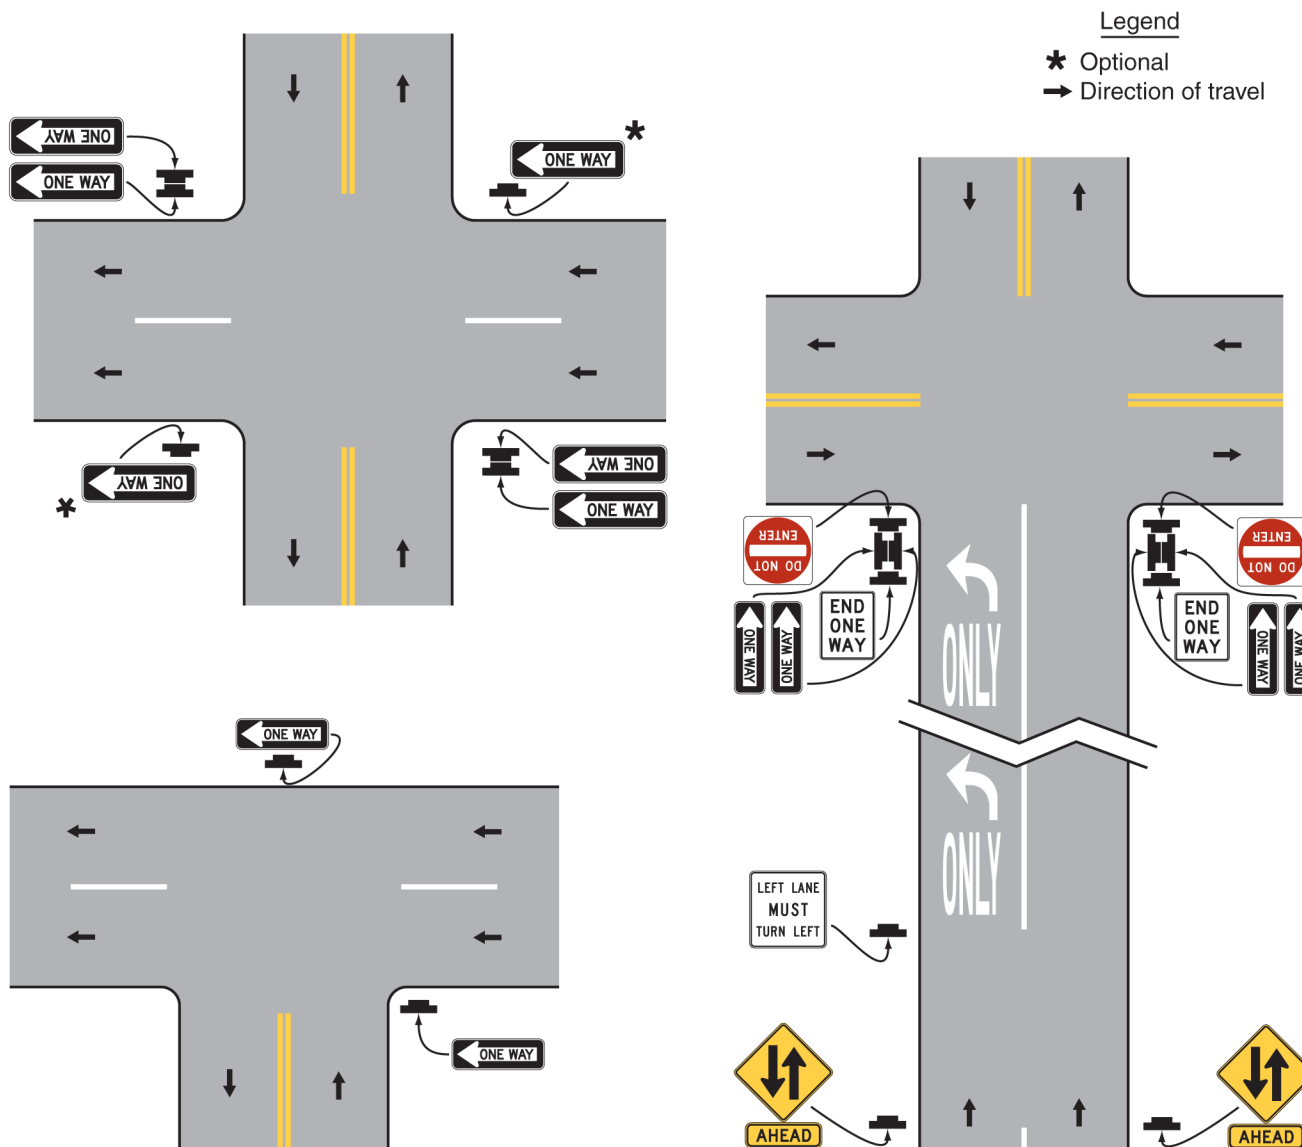 Legend
* Optional
Direction of travel
ONE WAY
ONE WAY
ONE WAY *
ONE WAY
*
ONE WAY
ONE WAY
DO NOT
ENTER
ONE WAY
ONE WAY
END
ONE
WAY
ONLY
DO NOT
ENTER
END
ONE
WAY
ONE WAY
ONE WAY
ONE WAY
ONE WAY
ONLY
LEFT LANE
MUST
TURN LEFT
AHEAD
AHEAD